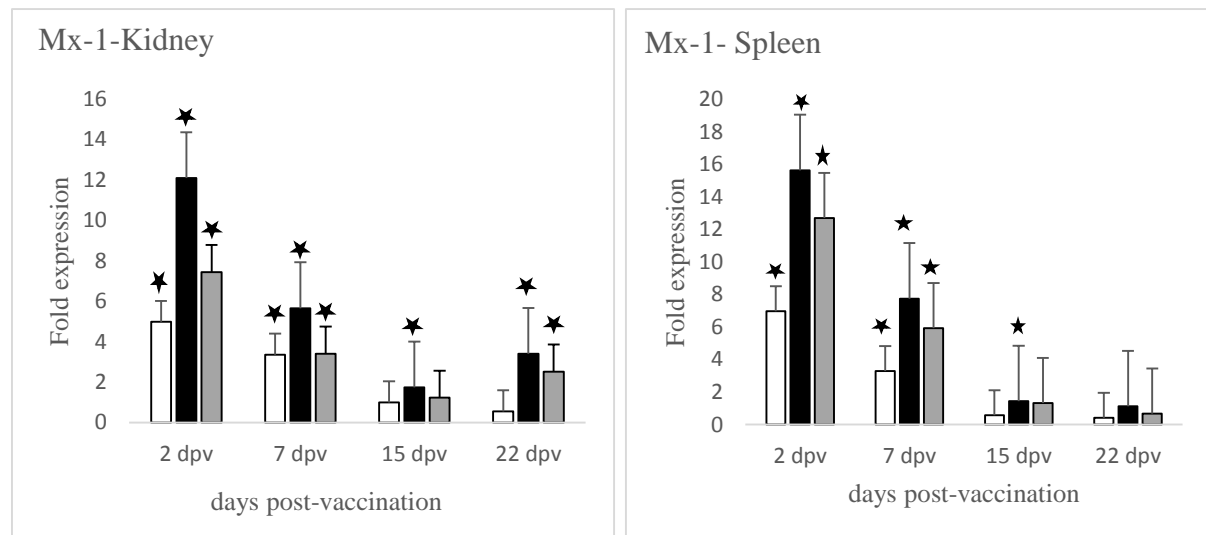 Mx-1-Kidney
16
14
12
10
8
6
4
2
0
Fold expression
2 dpv 7 dpv 15 dpv 22 dpv
days post-vaccination
Mx-1- Spleen
20
18
16
14
12
10
8
6
4
2
0
Fold expression
2 dpv 7 dpv 15 dpv 22 dpv
days post-vaccination